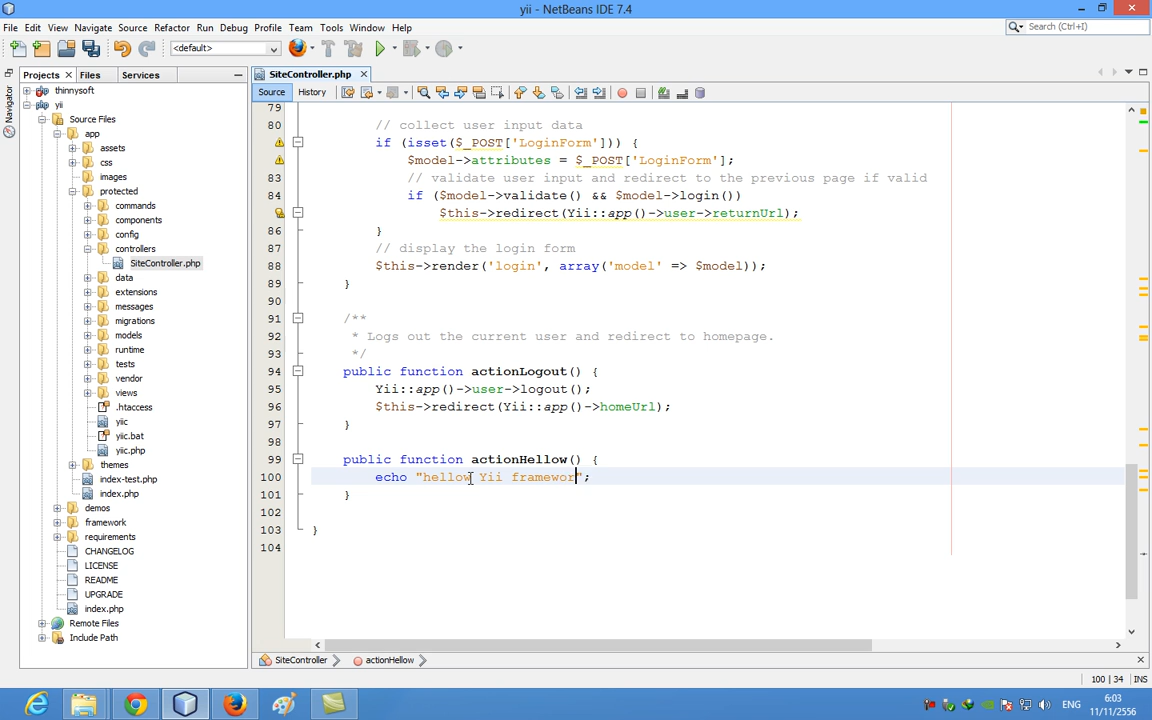 yii - NetBeans IDE 7.4
File Edit View Navigate Source Refactor Run Debug Profile Team Tools Window Help
Search (Ctrl+I)
<default>
Projects Files Services
SiteController.php
Navigator
Source History
thinnysoft
yii
Source Files
app
assets
css
images
protected
commands
components
config
controllers
SiteController.php
data
extensions
messages
migrations
models
runtime
tests
vendor
views
.htaccess
yiic
yiic.bat
yiic.php
themes
index-test.php
index.php
demos
framework
requirements
CHANGELOG
LICENSE
README
UPGRADE
index.php
Remote Files
Include Path
79
80 // collect user input data
if (isset($_POST['LoginForm'])) {
$model->attributes = $_POST['LoginForm'];
83 // validate user input and redirect to the previous page if valid
84 if ($model->validate() && $model->login())
$this->redirect(Yii::app()->user->returnUrl);
86 }
87 // display the login form
88 $this->render('login', array('model' => $model));
89 }
90
91 /**
92 * Logs out the current user and redirect to homepage.
93 */
94 public function actionLogout() {
95 Yii::app()->user->logout();
96 $this->redirect(Yii::app()->homeUrl);
97 }
98
99 public function actionHellow() {
100 echo "hellow Yii framewor";
101 }
102
103 }
104
SiteController actionHellow
100 | 34 INS
ENG
6:03
11/11/2556